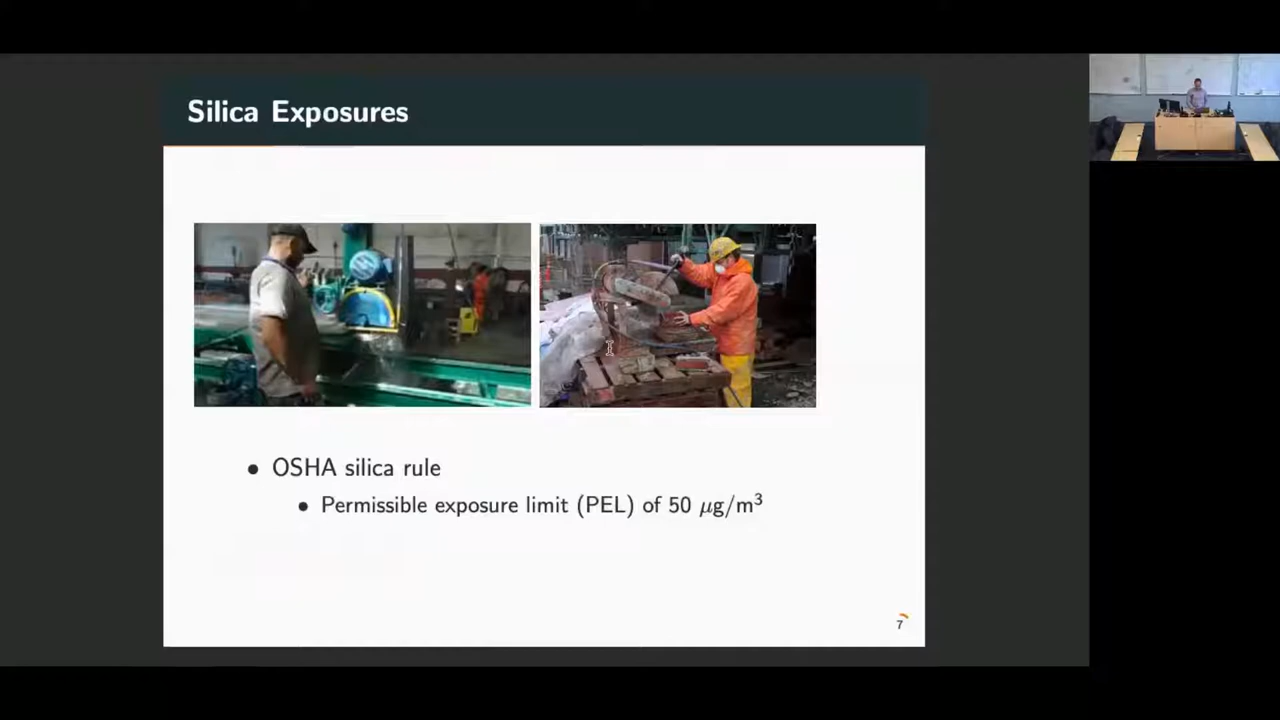 Silica Exposures
• OSHA silica rule
• Permissible exposure limit (PEL) of 50 μg/m³
7